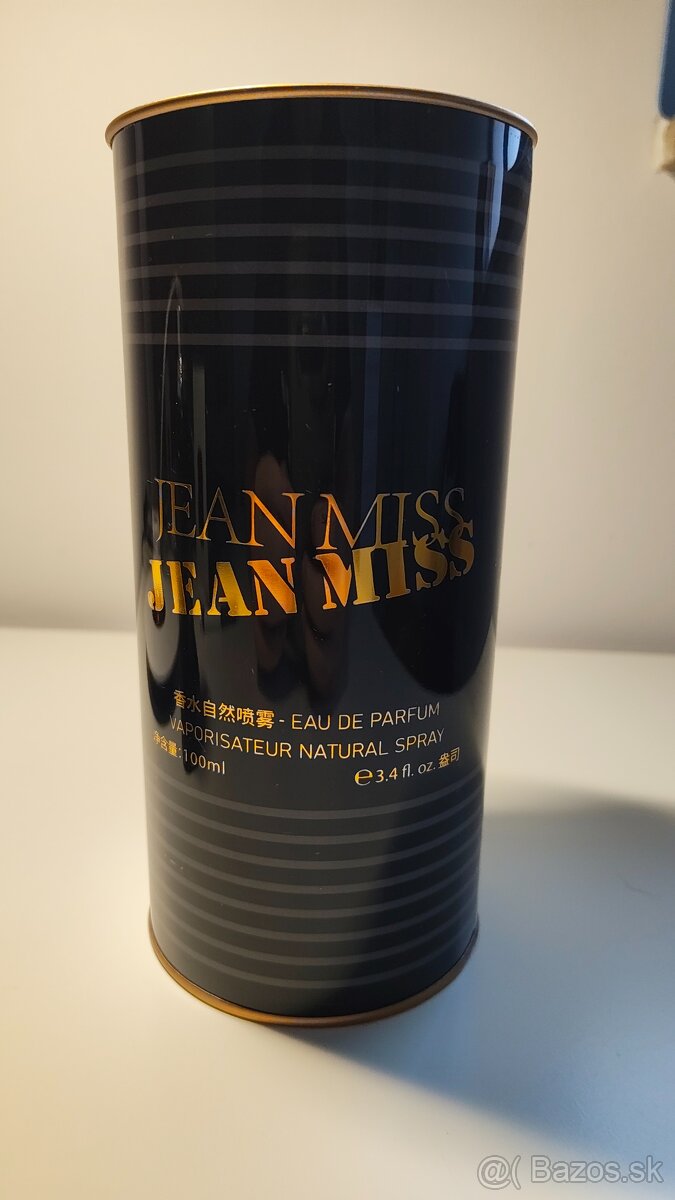 JEAN MISS
JEAN MISS
香水自然喷雾 - EAU DE PARFUM
VAPORISATEUR NATURAL SPRAY
净含量:100ml
℮3.4 fl. oz. 盎司
@( Bazos.sk